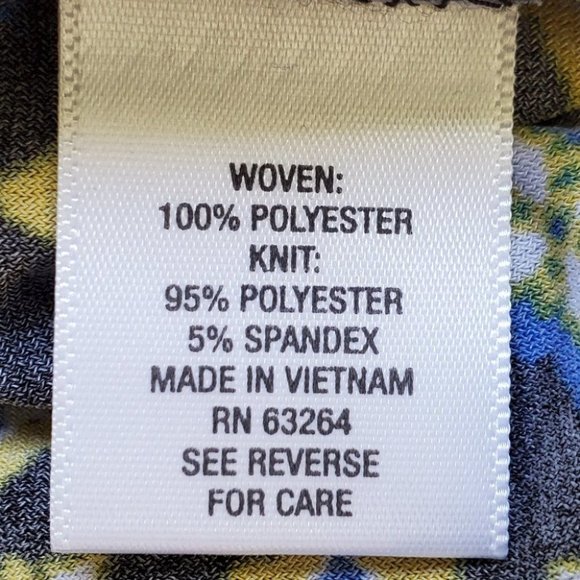 WOVEN:
100% POLYESTER
KNIT:
95% POLYESTER
5% SPANDEX
MADE IN VIETNAM
RN 63264
SEE REVERSE
FOR CARE